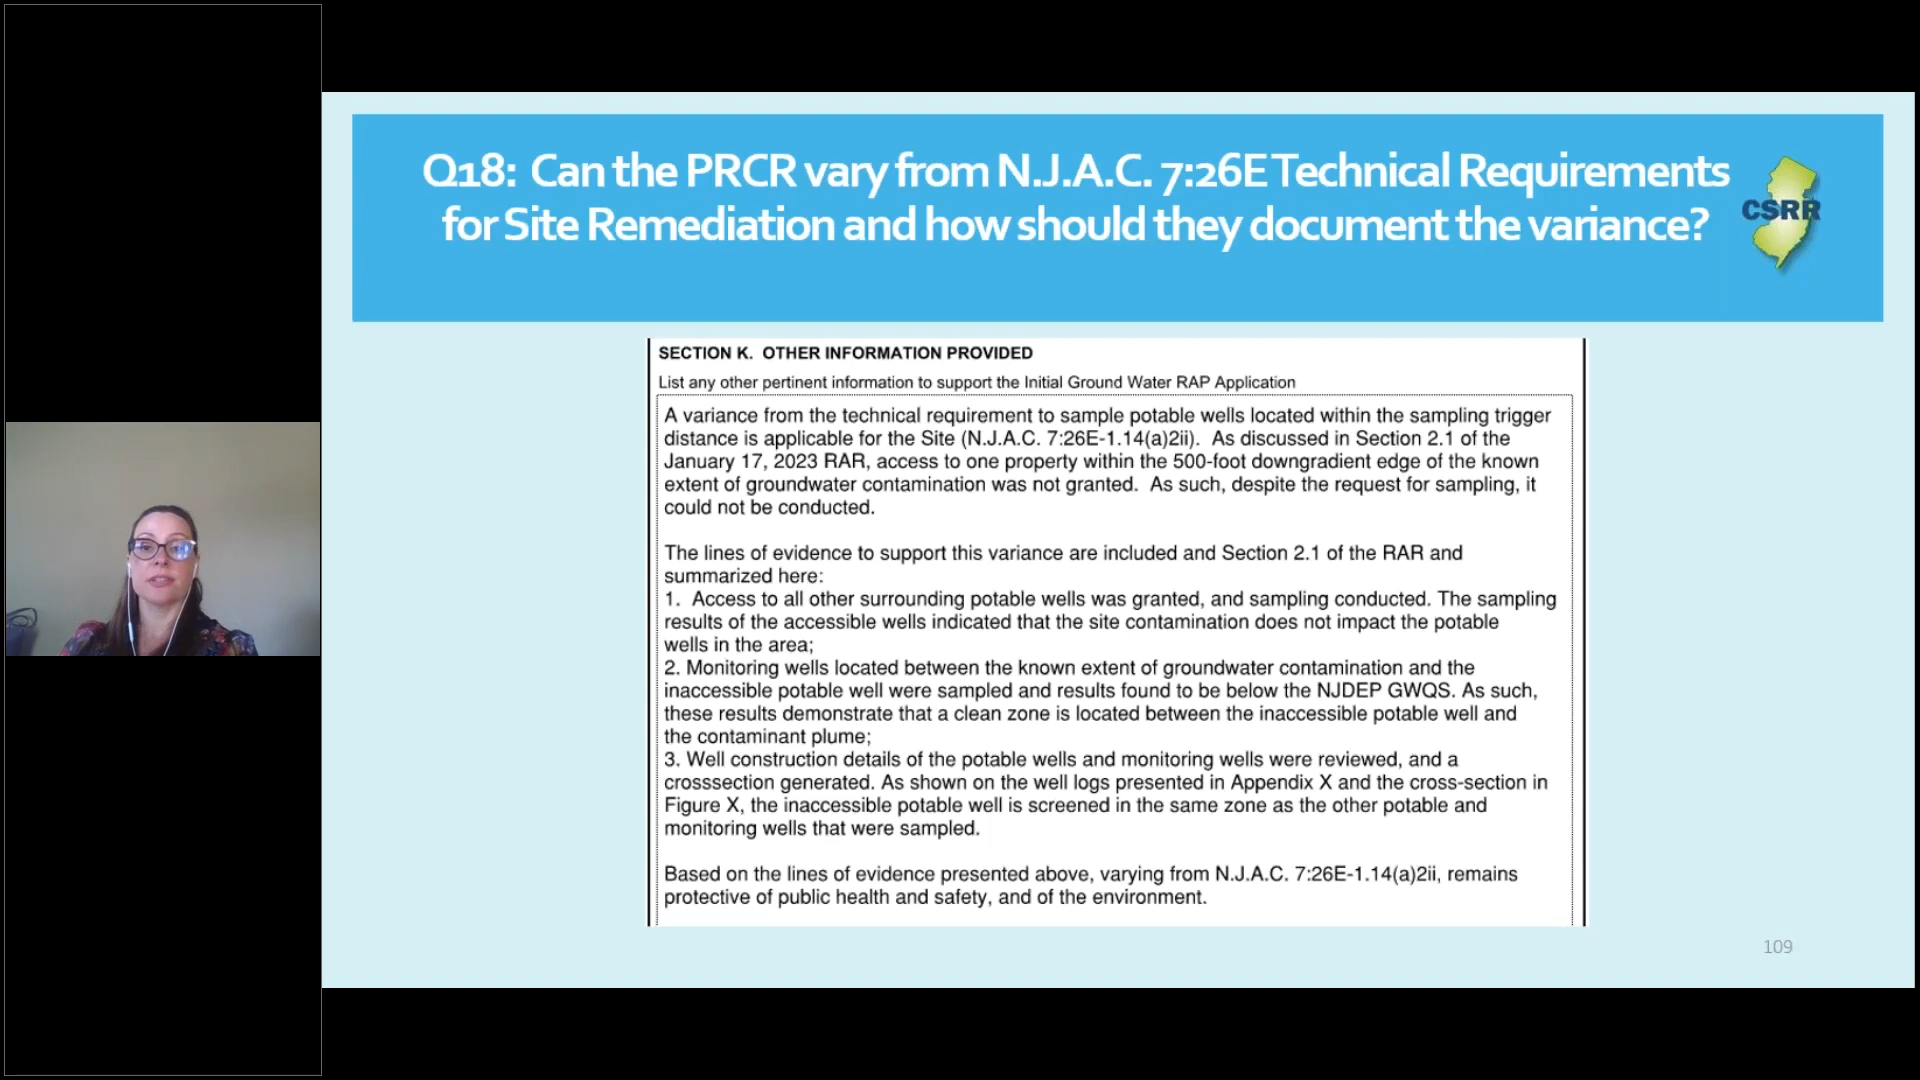 Q18: Can the PRCR vary from N.J.A.C. 7:26E Technical Requirements
for Site Remediation and how should they document the variance?
CSRR
SECTION K. OTHER INFORMATION PROVIDED
List any other pertinent information to support the Initial Ground Water RAP Application
A variance from the technical requirement to sample potable wells located within the sampling trigger
distance is applicable for the Site (N.J.A.C. 7:26E-1.14(a)2ii). As discussed in Section 2.1 of the
January 17, 2023 RAR, access to one property within the 500-foot downgradient edge of the known
extent of groundwater contamination was not granted. As such, despite the request for sampling, it
could not be conducted.
The lines of evidence to support this variance are included and Section 2.1 of the RAR and
summarized here:
1. Access to all other surrounding potable wells was granted, and sampling conducted. The sampling
results of the accessible wells indicated that the site contamination does not impact the potable
wells in the area;
2. Monitoring wells located between the known extent of groundwater contamination and the
inaccessible potable well were sampled and results found to be below the NJDEP GWQS. As such,
these results demonstrate that a clean zone is located between the inaccessible potable well and
the contaminant plume;
3. Well construction details of the potable wells and monitoring wells were reviewed, and a
crosssection generated. As shown on the well logs presented in Appendix X and the cross-section in
Figure X, the inaccessible potable well is screened in the same zone as the other potable and
monitoring wells that were sampled.
Based on the lines of evidence presented above, varying from N.J.A.C. 7:26E-1.14(a)2ii, remains
protective of public health and safety, and of the environment.
109